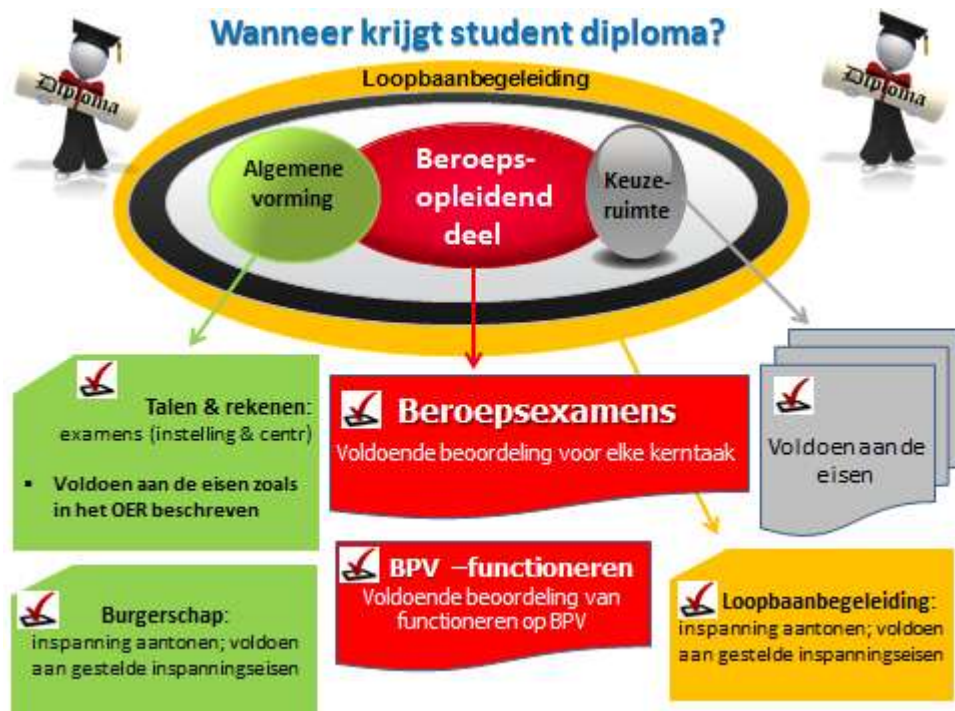 Wanneer krijgt student diploma?
Diploma
Diploma
Loopbaanbegeleiding
Algemene
vorming
Beroeps-
opleidend
deel
Keuze-
ruimte
Talen & rekenen:
examens (instelling & centr)
▪ Voldoen aan de eisen zoals
in het OER beschreven
Beroepsexamens
Voldoende beoordeling voor elke kerntaak
Voldoen aan de
eisen
Burgerschap:
inspanning aantonen; voldoen
aan gestelde inspanningseisen
BPV –functioneren
Voldoende beoordeling van
functioneren op BPV
Loopbaanbegeleiding:
inspanning aantonen; voldoen
aan gestelde inspanningseisen